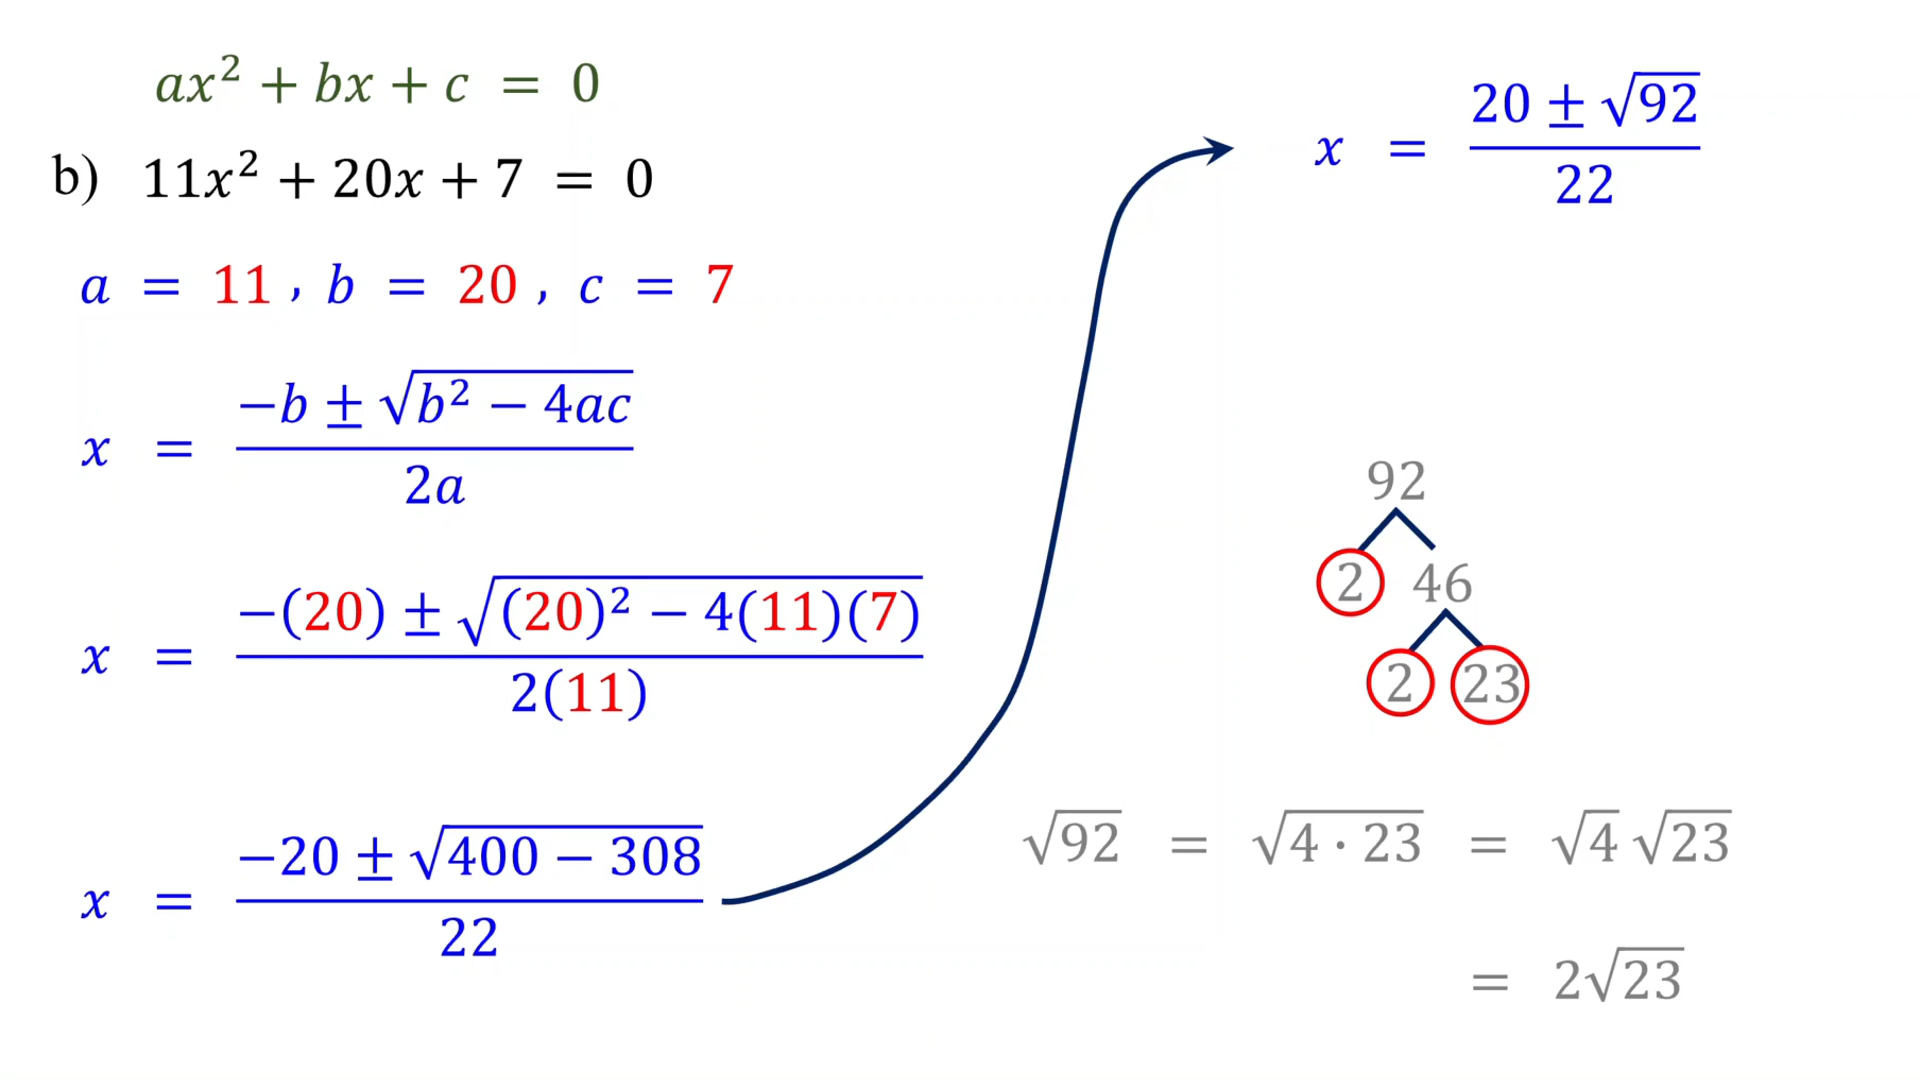 ax² + bx + c = 0
b) 11x² + 20x + 7 = 0
a = 11 , b = 20 , c = 7
x = (−b ± √(b² − 4ac)) / (2a)
x = (−(20) ± √((20)² − 4(11)(7))) / (2(11))
x = (−20 ± √(400 − 308)) / 22
x = (20 ± √92) / 22
92
2 46
2 23
√92 = √(4 · 23) = √4 √23
= 2√23